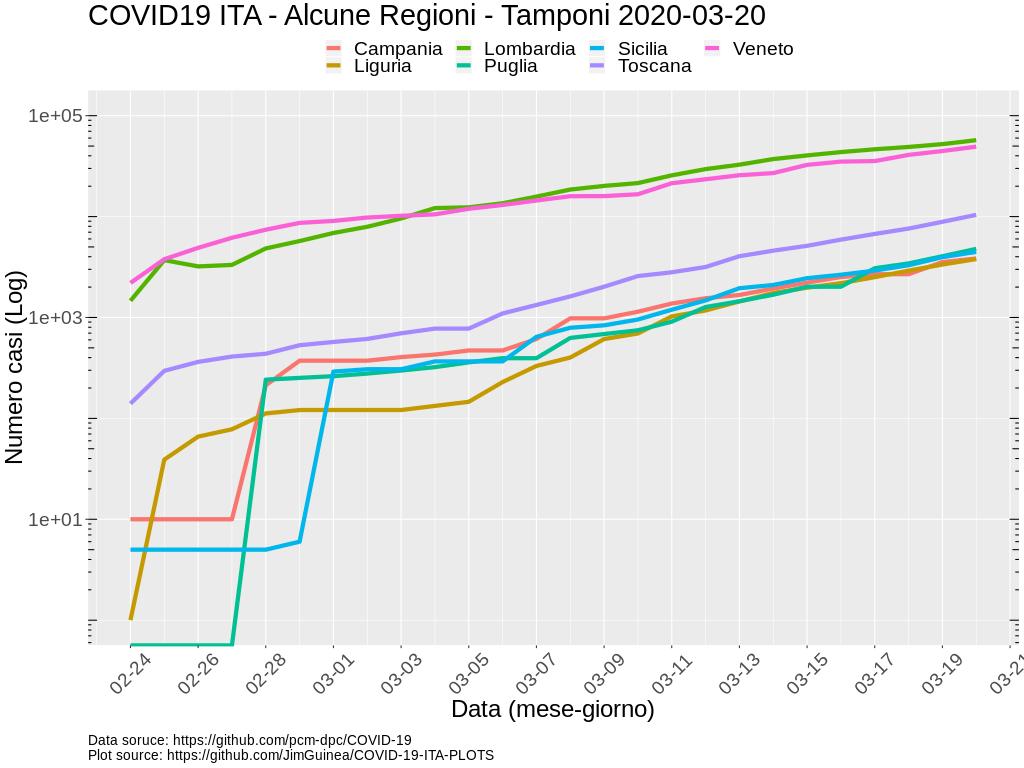 COVID19 ITA - Alcune Regioni - Tamponi 2020-03-20
Campania Lombardia Sicilia Veneto
Liguria Puglia Toscana
1e+05
1e+03
1e+01
Numero casi (Log)
02-24 02-26 02-28 03-01 03-03 03-05 03-07 03-09 03-11 03-13 03-15 03-17 03-19 03-21
Data (mese-giorno)
Data soruce: https://github.com/pcm-dpc/COVID-19
Plot source: https://github.com/JimGuinea/COVID-19-ITA-PLOTS